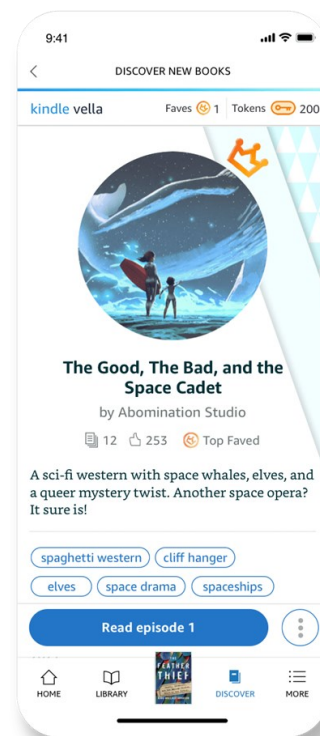 9:41
DISCOVER NEW BOOKS
kindle vella Faves 1 Tokens 200
The Good, The Bad, and the
Space Cadet
by Abomination Studio
12 253 Top Faved
A sci-fi western with space whales, elves, and
a queer mystery twist. Another space opera?
It sure is!
spaghetti western cliff hanger
elves space drama spaceships
Read episode 1
THE
FEATHER
THIEF
HOME LIBRARY DISCOVER MORE